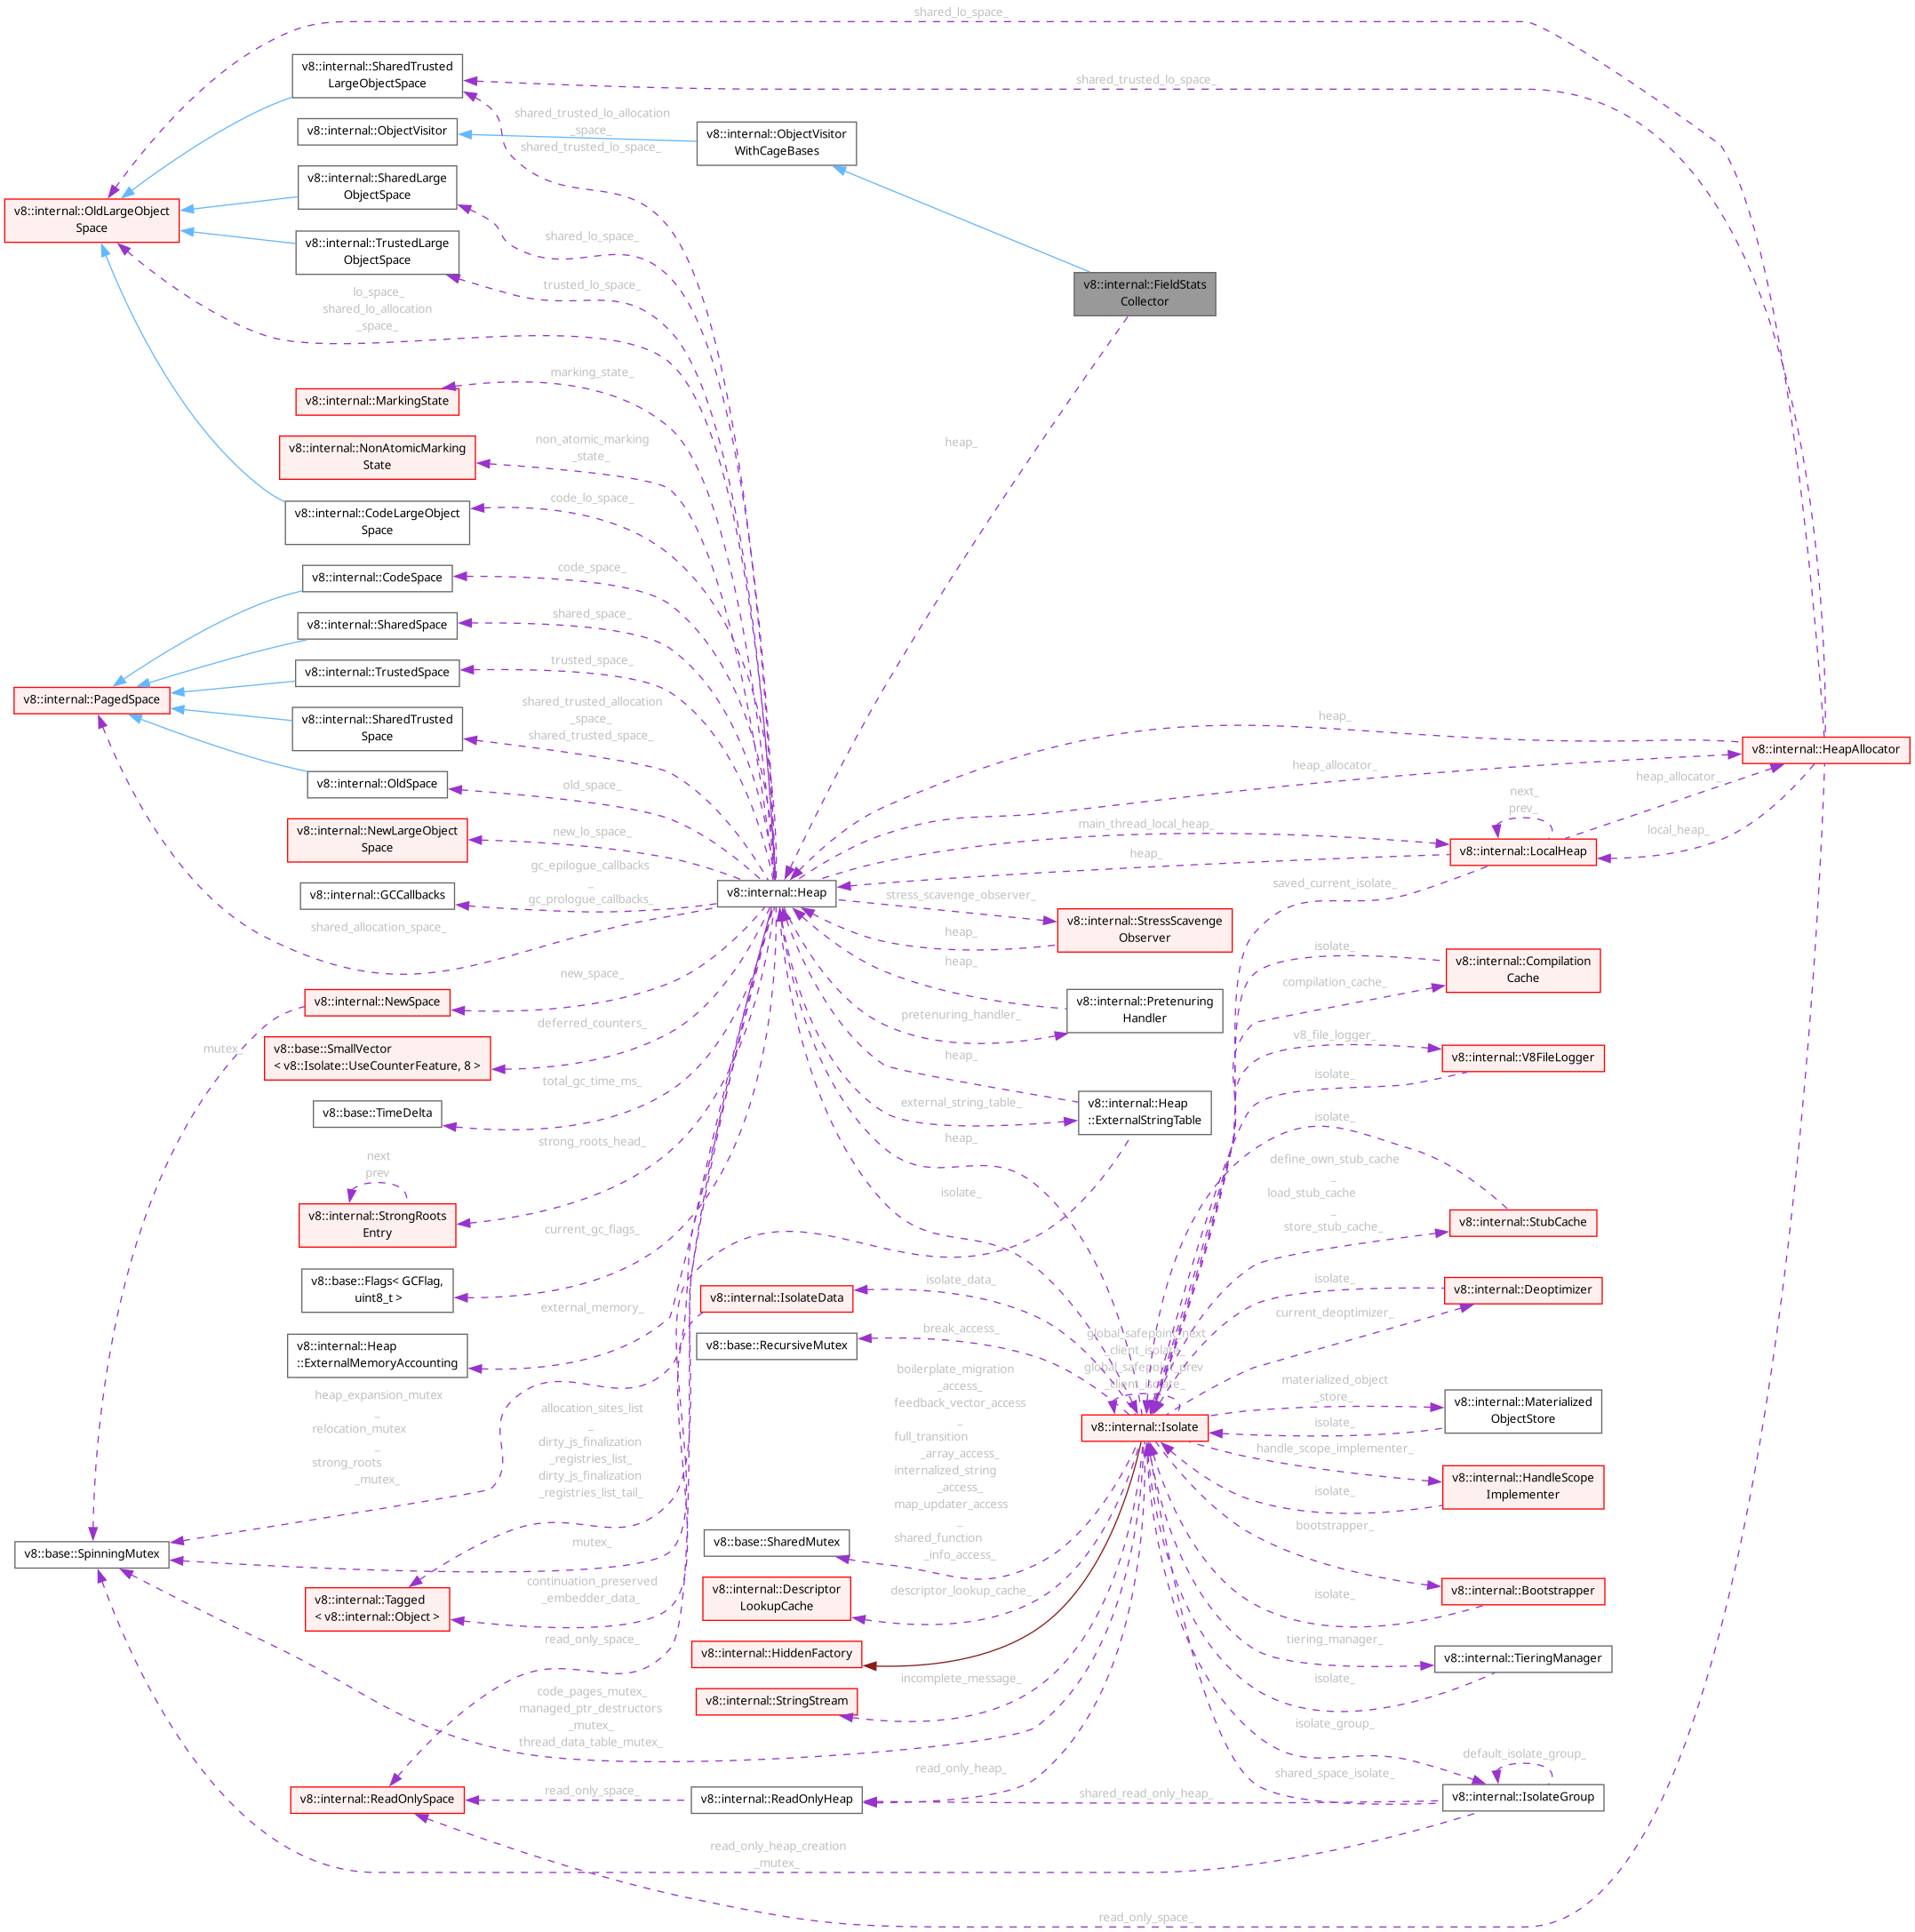 shared_lo_space_
v8::internal::SharedTrusted
LargeObjectSpace
shared_trusted_lo_space_
v8::internal::ObjectVisitor
shared_trusted_lo_allocation
_space_
shared_trusted_lo_space_
v8::internal::ObjectVisitor
WithCageBases
v8::internal::SharedLarge
ObjectSpace
v8::internal::OldLargeObject
Space
v8::internal::TrustedLarge
ObjectSpace
shared_lo_space_
trusted_lo_space_
v8::internal::FieldStats
Collector
lo_space_
shared_lo_allocation
_space_
v8::internal::MarkingState
marking_state_
v8::internal::NonAtomicMarking
State
non_atomic_marking
_state_
heap_
v8::internal::CodeLargeObject
Space
code_lo_space_
v8::internal::CodeSpace
code_space_
v8::internal::SharedSpace
shared_space_
v8::internal::TrustedSpace
trusted_space_
v8::internal::PagedSpace
v8::internal::SharedTrusted
Space
shared_trusted_allocation
_space_
shared_trusted_space_
heap_
v8::internal::HeapAllocator
v8::internal::OldSpace
old_space_
heap_allocator_
heap_allocator_
next_
prev_
v8::internal::NewLargeObject
Space
new_lo_space_
main_thread_local_heap_
local_heap_
heap_
v8::internal::LocalHeap
v8::internal::GCCallbacks
gc_epilogue_callbacks
_
gc_prologue_callbacks_
v8::internal::Heap
stress_scavenge_observer_
saved_current_isolate_
shared_allocation_space_
heap_
v8::internal::StressScavenge
Observer
isolate_
v8::internal::Compilation
Cache
compilation_cache_
heap_
v8::internal::NewSpace
new_space_
v8::internal::Pretenuring
Handler
pretenuring_handler_
deferred_counters_
mutex_
v8::base::SmallVector
< v8::Isolate::UseCounterFeature, 8 >
v8_file_logger_
v8::internal::V8FileLogger
heap_
isolate_
v8::base::TimeDelta
total_gc_time_ms_
external_string_table_
v8::internal::Heap
::ExternalStringTable
isolate_
strong_roots_head_
heap_
next
prev
define_own_stub_cache
_
load_stub_cache
_
store_stub_cache_
v8::internal::StrongRoots
Entry
isolate_
v8::internal::StubCache
current_gc_flags_
v8::base::Flags< GCFlag,
uint8_t >
v8::internal::IsolateData
isolate_data_
isolate_
v8::internal::Deoptimizer
external_memory_
current_deoptimizer_
v8::internal::Heap
::ExternalMemoryAccounting
v8::base::RecursiveMutex
break_access_
global_safepoint_next
_client_isolate_
global_safepoint_prev
_client_isolate_
heap_expansion_mutex
_
relocation_mutex
_
strong_roots
_mutex_
allocation_sites_list
_
dirty_js_finalization
_registries_list_
dirty_js_finalization
_registries_list_tail_
boilerplate_migration
_access_
feedback_vector_access
_
full_transition
_array_access_
internalized_string
_access_
map_updater_access
_
shared_function
_info_access_
v8::internal::Isolate
materialized_object
_store_
v8::internal::Materialized
ObjectStore
isolate_
handle_scope_implementer_
v8::internal::HandleScope
Implementer
isolate_
bootstrapper_
v8::base::SpinningMutex
mutex_
v8::base::SharedMutex
v8::internal::Tagged
< v8::internal::Object >
continuation_preserved
_embedder_data_
v8::internal::Descriptor
LookupCache
descriptor_lookup_cache_
v8::internal::Bootstrapper
isolate_
read_only_space_
v8::internal::HiddenFactory
tiering_manager_
v8::internal::TieringManager
isolate_
v8::internal::StringStream
incomplete_message_
code_pages_mutex_
managed_ptr_destructors
_mutex_
thread_data_table_mutex_
isolate_group_
read_only_heap_
shared_space_isolate_
default_isolate_group_
v8::internal::ReadOnlySpace
read_only_space_
v8::internal::ReadOnlyHeap
shared_read_only_heap_
v8::internal::IsolateGroup
read_only_heap_creation
_mutex_
read_only_space_